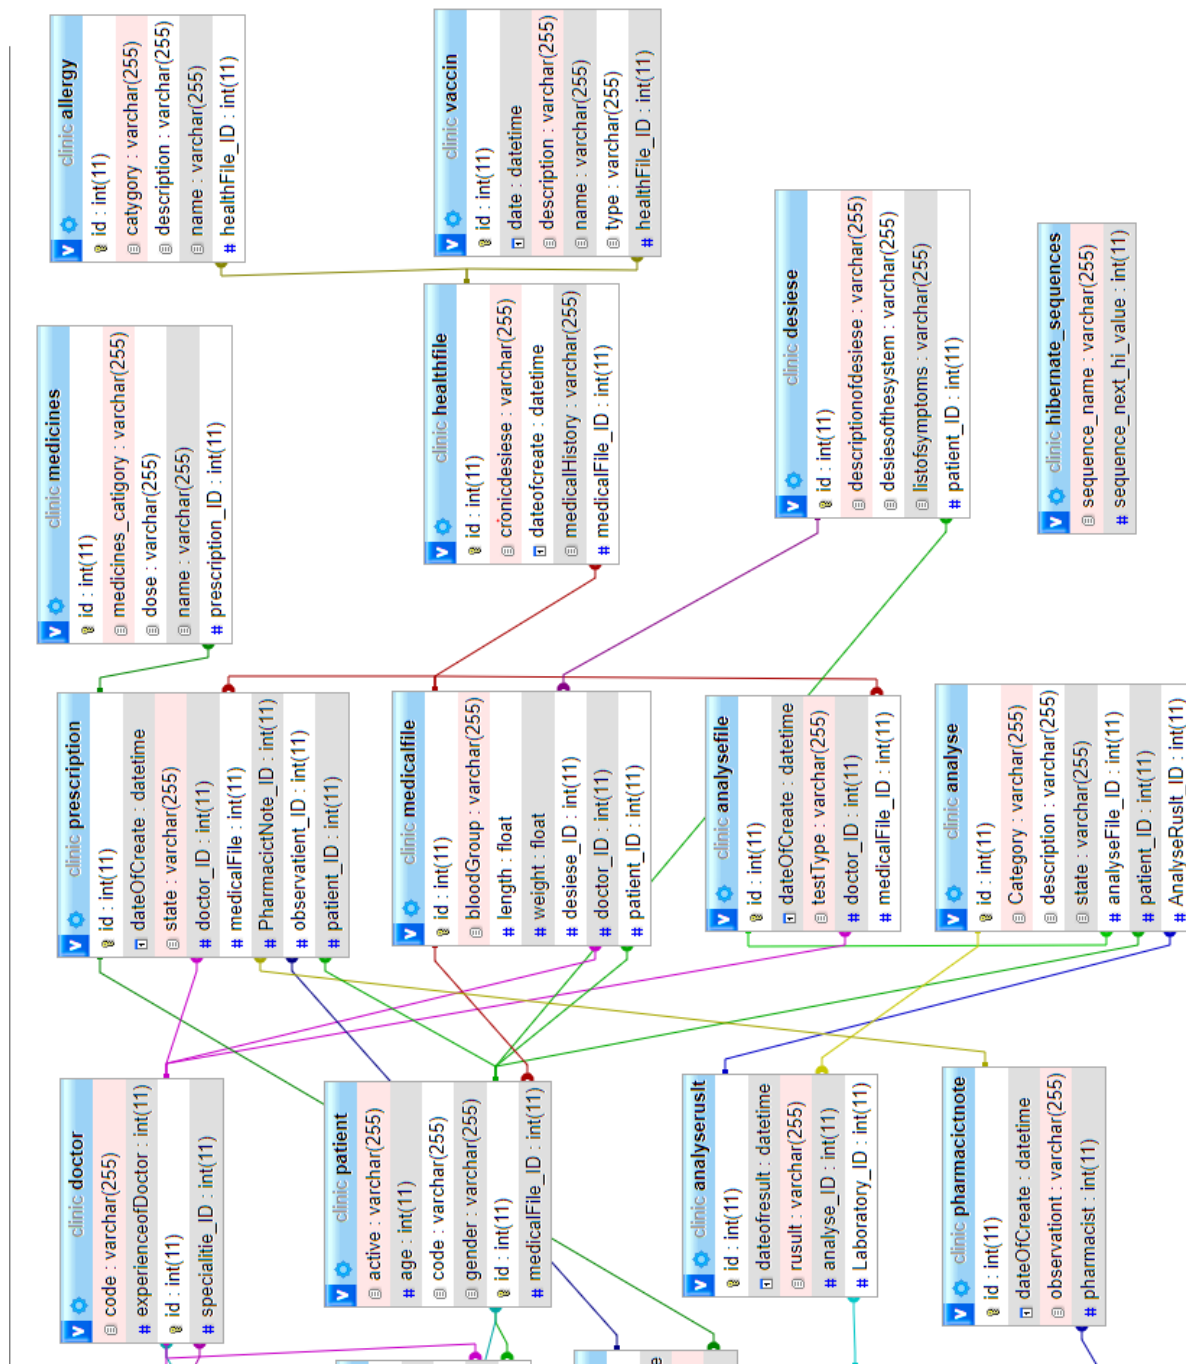 clinic allergy
id : int(11)
catygory : varchar(255)
description : varchar(255)
name : varchar(255)
# healthFile_ID : int(11)
clinic vaccin
id : int(11)
date : datetime
description : varchar(255)
name : varchar(255)
type : varchar(255)
# healthFile_ID : int(11)
clinic medicines
id : int(11)
medicines_catigory : varchar(255)
dose : varchar(255)
name : varchar(255)
# prescription_ID : int(11)
clinic healthfile
id : int(11)
cronicdesiese : varchar(255)
dateofcreate : datetime
medicalHistory : varchar(255)
# medicalFile_ID : int(11)
clinic desiese
id : int(11)
descriptionofdesiese : varchar(255)
desiesofthesystem : varchar(255)
listofsymptoms : varchar(255)
# patient_ID : int(11)
clinic hibernate_sequences
sequence_name : varchar(255)
# sequence_next_hi_value : int(11)
clinic prescription
id : int(11)
dateOfCreate : datetime
state : varchar(255)
# doctor_ID : int(11)
# medicalFile : int(11)
# PharmacictNote_ID : int(11)
# observatient_ID : int(11)
# patient_ID : int(11)
clinic medicalfile
id : int(11)
bloodGroup : varchar(255)
# length : float
# weight : float
# desiese_ID : int(11)
# doctor_ID : int(11)
# patient_ID : int(11)
clinic analysefile
id : int(11)
dateOfCreate : datetime
testType : varchar(255)
# doctor_ID : int(11)
# medicalFile_ID : int(11)
clinic analyse
id : int(11)
Category : varchar(255)
description : varchar(255)
state : varchar(255)
# analyseFile_ID : int(11)
# patient_ID : int(11)
# AnalyseRuslt_ID : int(11)
clinic doctor
code : varchar(255)
# experienceofDoctor : int(11)
id : int(11)
# specialitie_ID : int(11)
clinic patient
active : varchar(255)
# age : int(11)
code : varchar(255)
gender : varchar(255)
id : int(11)
# medicalFile_ID : int(11)
clinic analyseruslt
id : int(11)
dateofresult : datetime
rusult : varchar(255)
# analyse_ID : int(11)
# Laboratory_ID : int(11)
clinic pharmacictnote
id : int(11)
dateOfCreate : datetime
observationt : varchar(255)
# pharmacist : int(11)